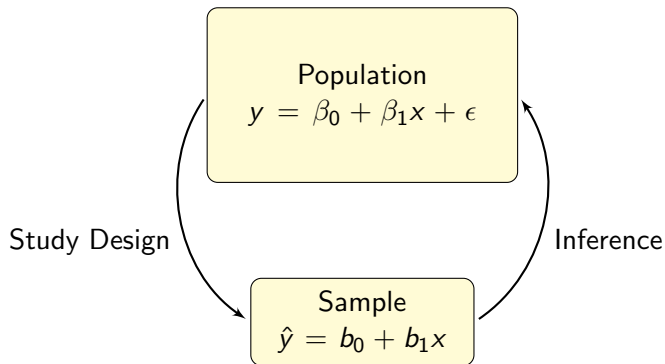 Population
y = β₀ + β₁x + ϵ
Study Design
Inference
Sample
ŷ = b₀ + b₁x